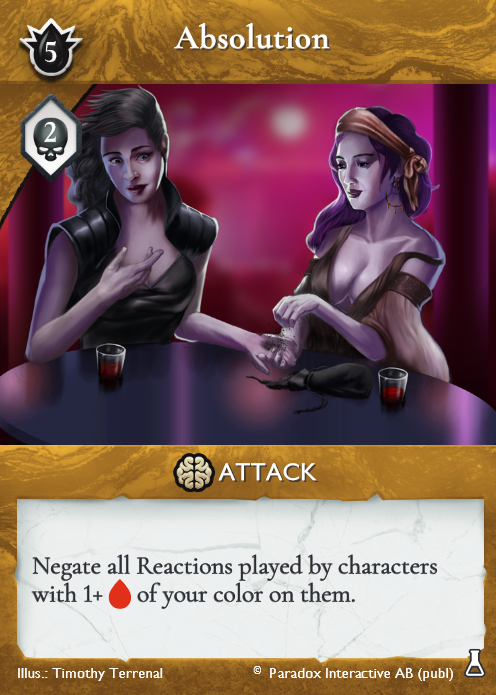 5
Absolution
2
ATTACK
Negate all Reactions played by characters
with 1+ of your color on them.
Illus.: Timothy Terrenal
© Paradox Interactive AB (publ)